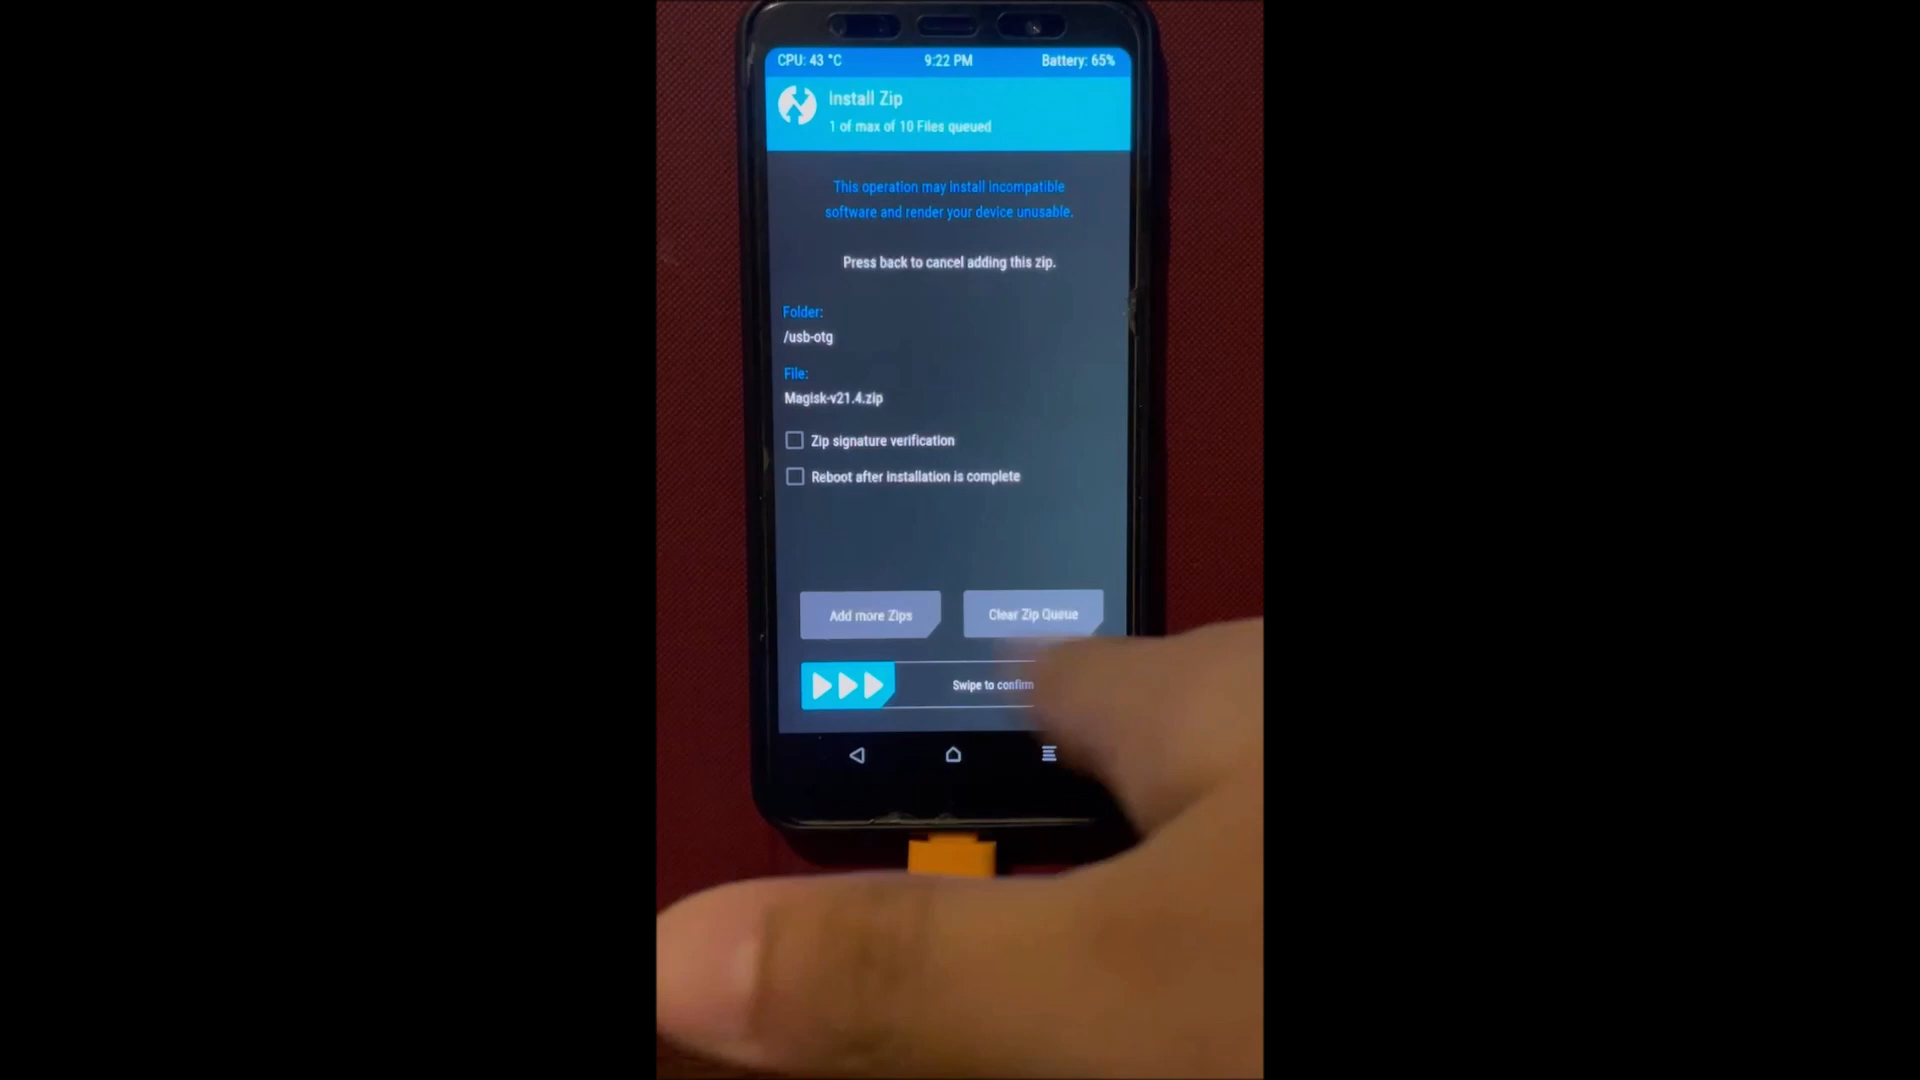 CPU: 43 °C 9:22 PM Battery: 65%
Install Zip
1 of max of 10 Files queued
This operation may install incompatible
software and render your device unusable.
Press back to cancel adding this zip.
Folder:
/usb-otg
File:
Magisk-v21.4.zip
Zip signature verification
Reboot after installation is complete
Add more Zips Clear Zip Queue
Swipe to confirm